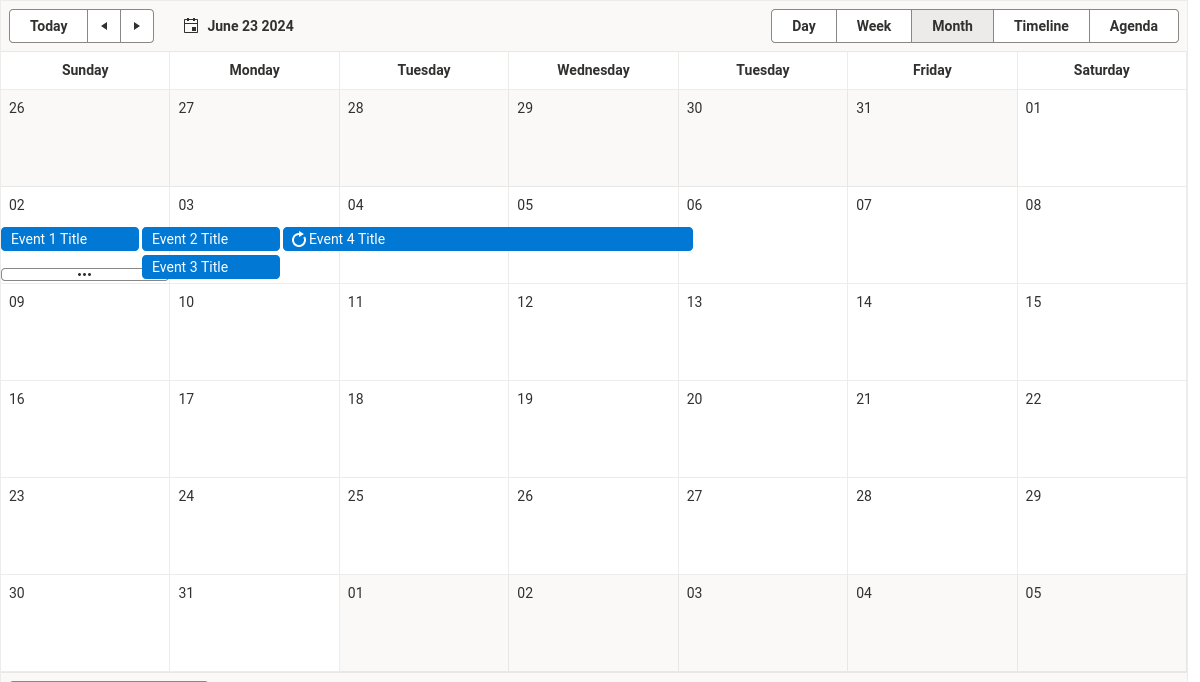 Today June 23 2024 Day Week Month Timeline Agenda
Sunday Monday Tuesday Wednesday Tuesday Friday Saturday
26 27 28 29 30 31 01
02 03 04 05 06 07 08
Event 1 Title Event 2 Title Event 4 Title
... Event 3 Title
09 10 11 12 13 14 15
16 17 18 19 20 21 22
23 24 25 26 27 28 29
30 31 01 02 03 04 05